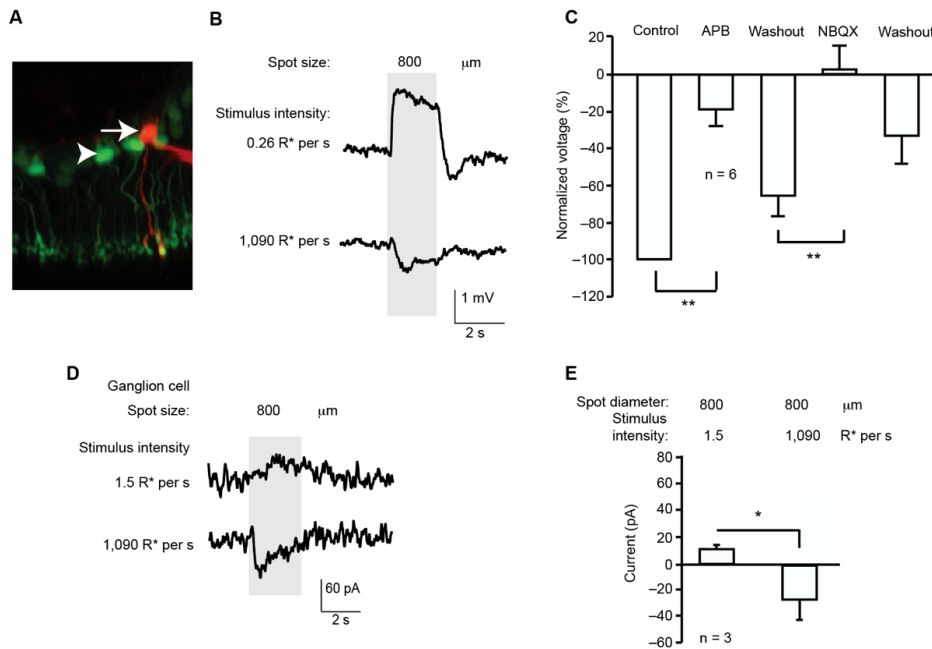 A
B
Spot size: 800 μm
Stimulus intensity:
0.26 R* per s
1,090 R* per s
1 mV
2 s
C
Control APB Washout NBQX Washout
Normalized voltage (%)
20
0
–20
–40
–60
–80
–100
–120
n = 6
**
**
D
Ganglion cell
Spot size: 800 μm
Stimulus intensity
1.5 R* per s
1,090 R* per s
60 pA
2 s
E
Spot diameter: 800 800 μm
Stimulus
intensity: 1.5 1,090 R* per s
Current (pA)
80
60
40
20
0
–20
–40
–60
*
n = 3